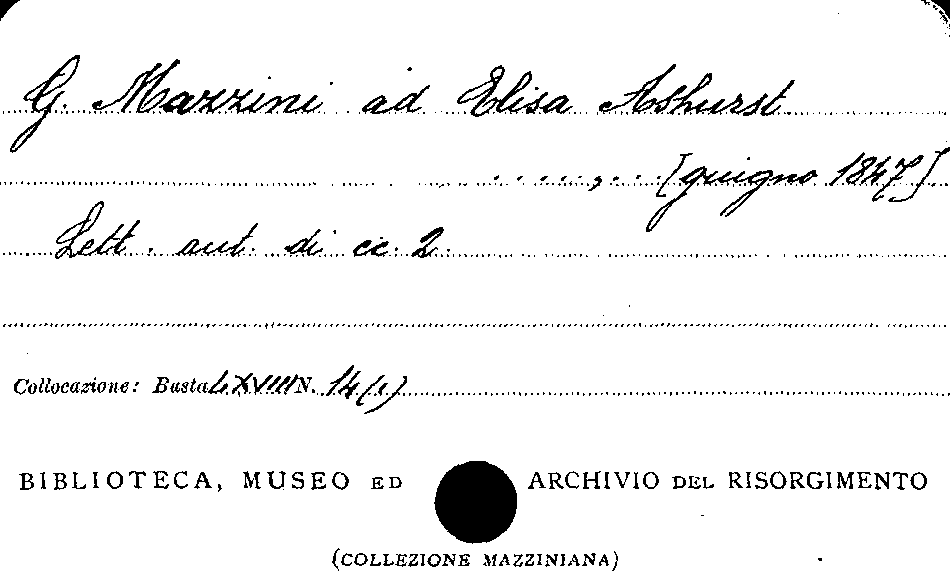 G. Mazzini ad Elisa Ashurst
. . . . . , . . . [giugno 1847]
Lett. aut. di cc. 2.
Collocazione: Busta LXVIII N. 14(1)
BIBLIOTECA, MUSEO ED ARCHIVIO DEL RISORGIMENTO
(COLLEZIONE MAZZINIANA)